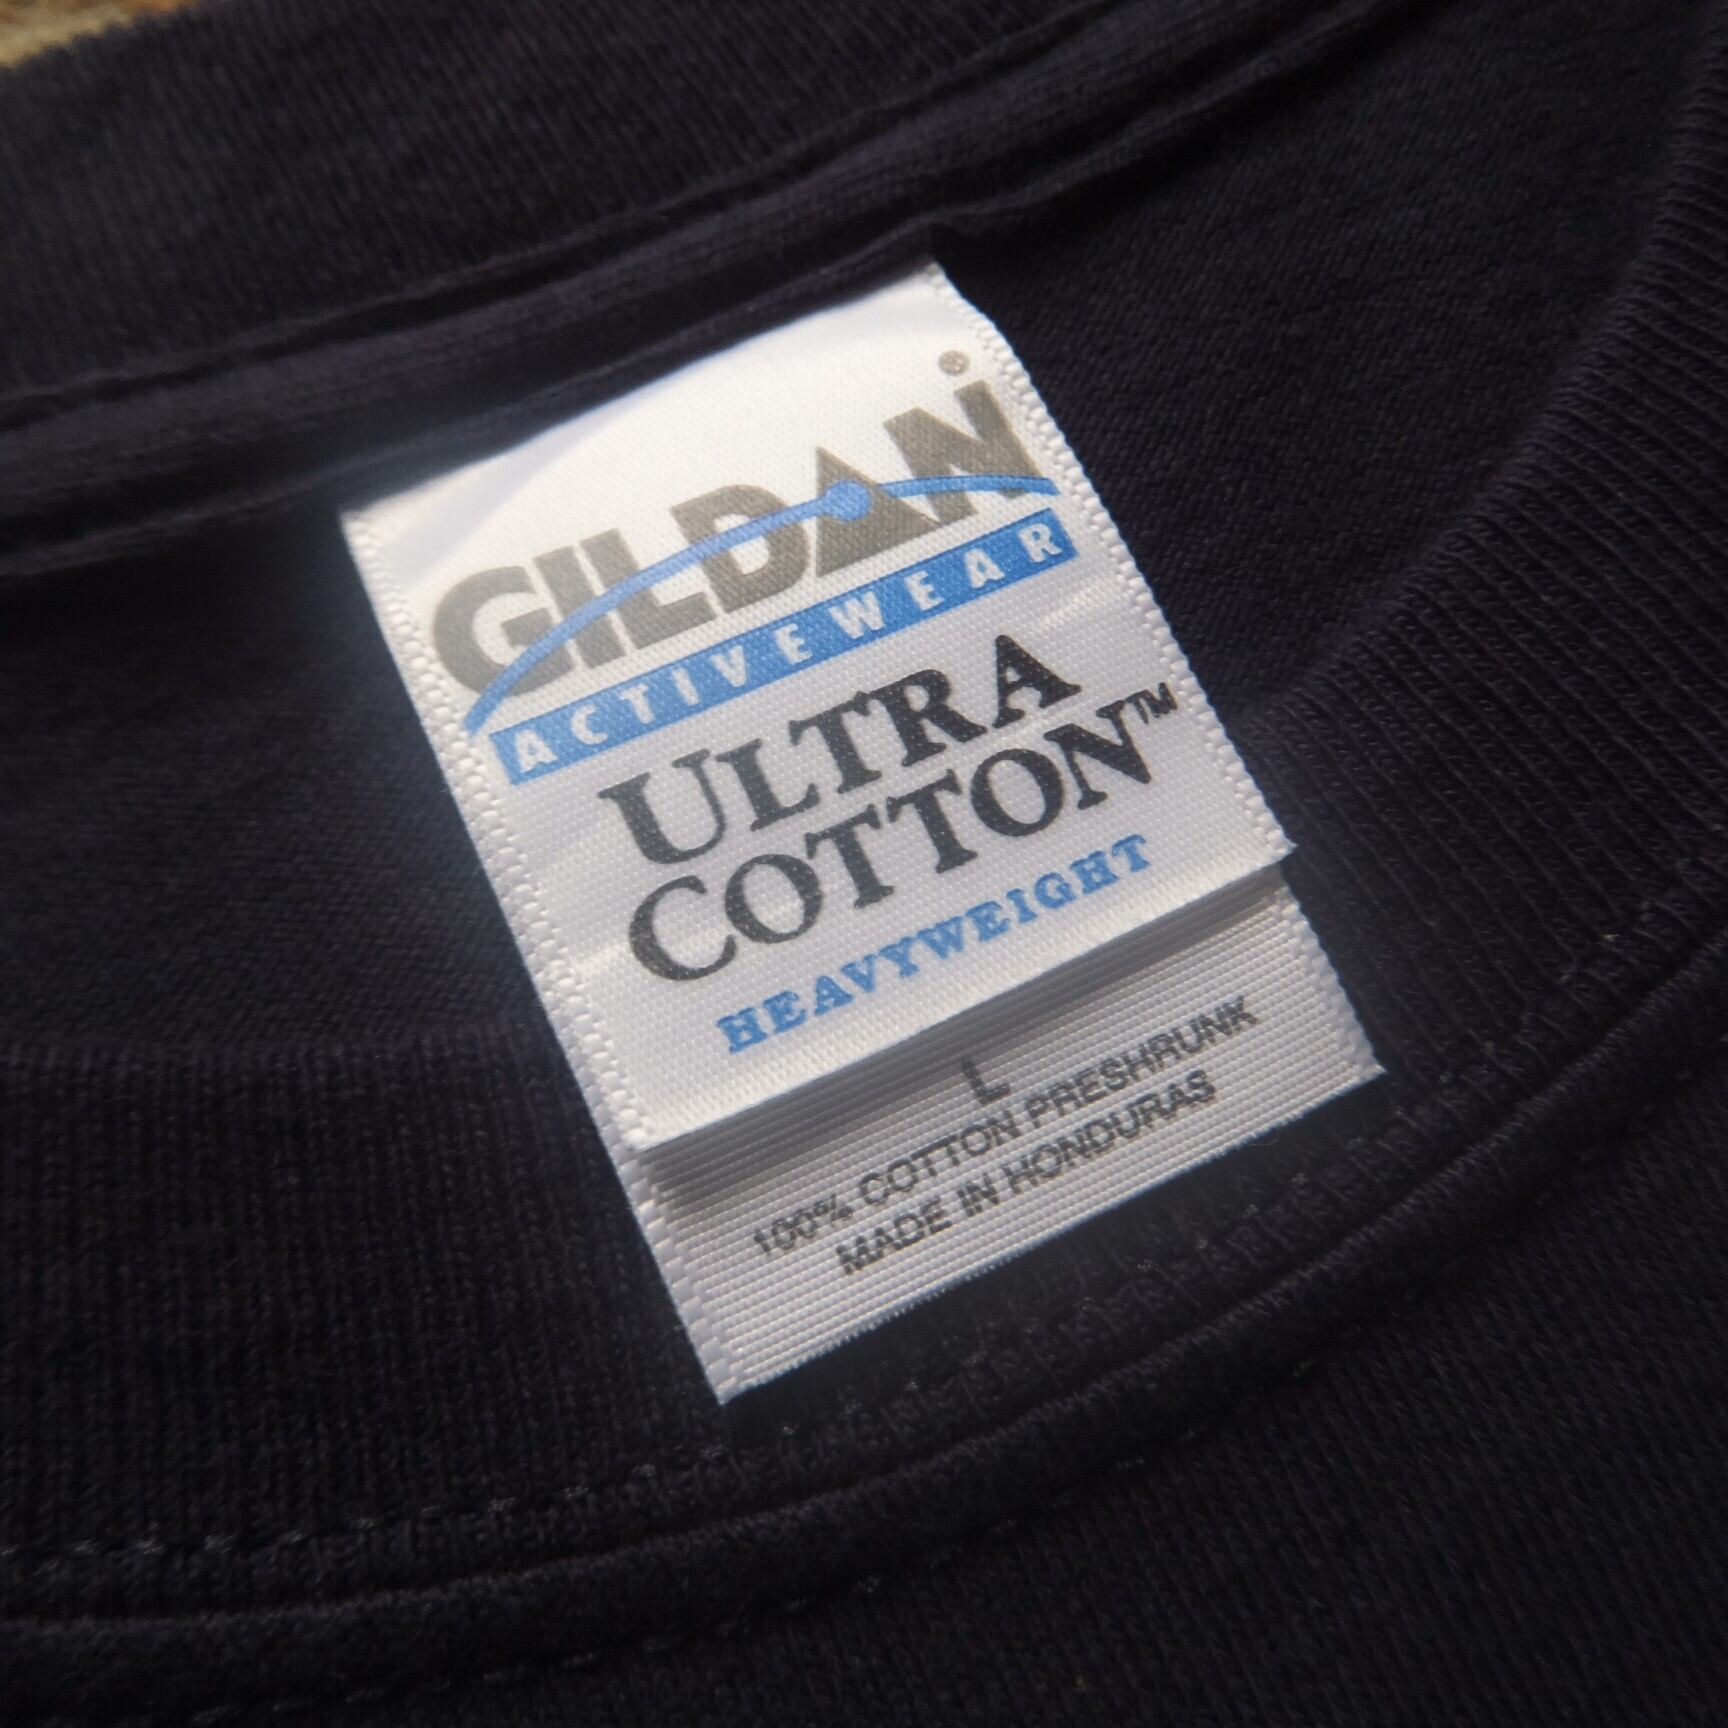 GILDAN®
ACTIVEWEAR
ULTRA
COTTON™
HEAVYWEIGHT
L
100% COTTON PRESHRUNK
MADE IN HONDURAS